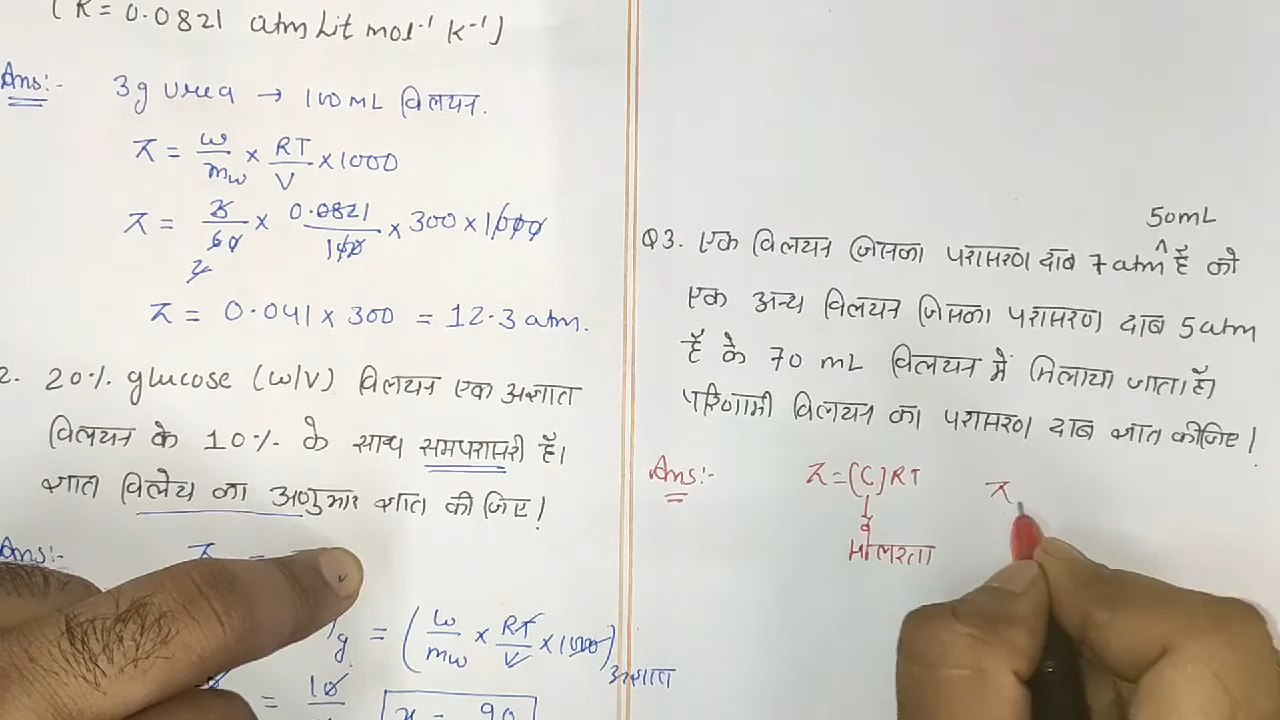 ( R = 0.0821 atm Lit mol⁻¹ K⁻¹)
Ans:- 3g urea → 100 mL विलयन.
π = w/mw × RT/V × 1000
π = 3/60 × 0.0821/100 × 300 × 1000
2
π = 0.041 × 300 = 12.3 atm.
2. 20% glucose (w/v) विलयन एक अज्ञात
विलयन के 10% के साथ समपरासरी है।
ज्ञात विलेय का अणुभार ज्ञात कीजिए!
Ans:-
g = (w/mw × RT/V × 1000) अज्ञात
= 10
90
50mL
Q3. एक विलयन जिसका परासरण दाब 7 atm ^ है को
एक अन्य विलयन जिसका परासरण दाब 5 atm
है के 70 mL विलयन में मिलाया जाता है।
परिणामी विलयन का परासरण दाब ज्ञात कीजिए!
Ans:- π = (C)RT π
मोलरता